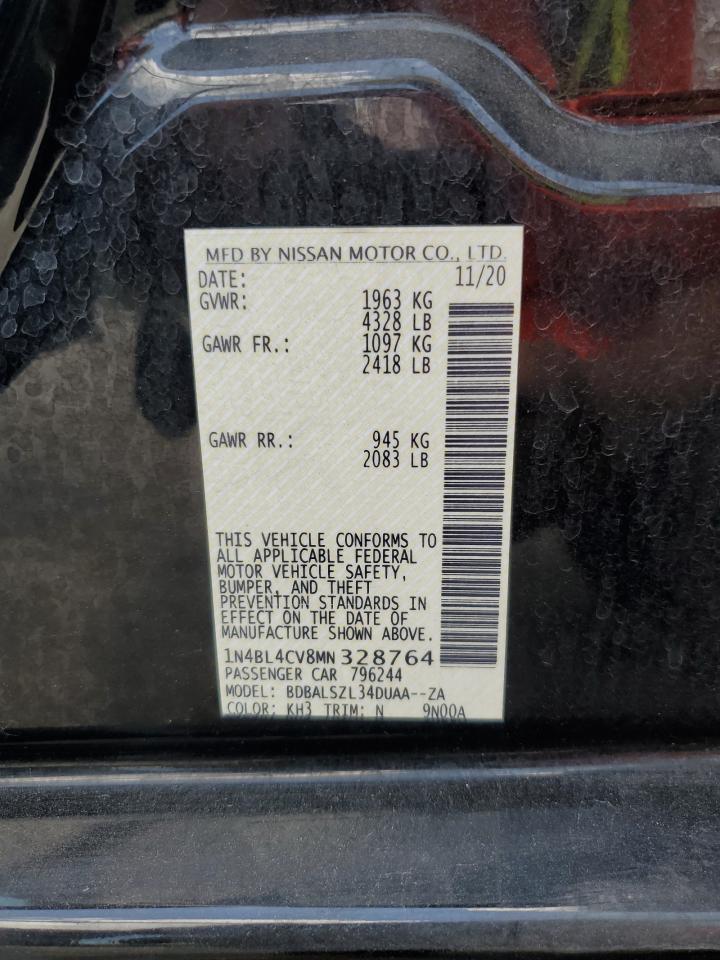 MFD BY NISSAN MOTOR CO., LTD.
DATE: 11/20
GVWR: 1963 KG
4328 LB
GAWR FR.: 1097 KG
2418 LB
GAWR RR.: 945 KG
2083 LB
THIS VEHICLE CONFORMS TO
ALL APPLICABLE FEDERAL
MOTOR VEHICLE SAFETY,
BUMPER, AND THEFT
PREVENTION STANDARDS IN
EFFECT ON THE DATE OF
MANUFACTURE SHOWN ABOVE.
1N4BL4CV8MN328764
PASSENGER CAR 796244
MODEL: BDBALSZL34DUAA--ZA
COLOR: KH3 TRIM: N 9N00A